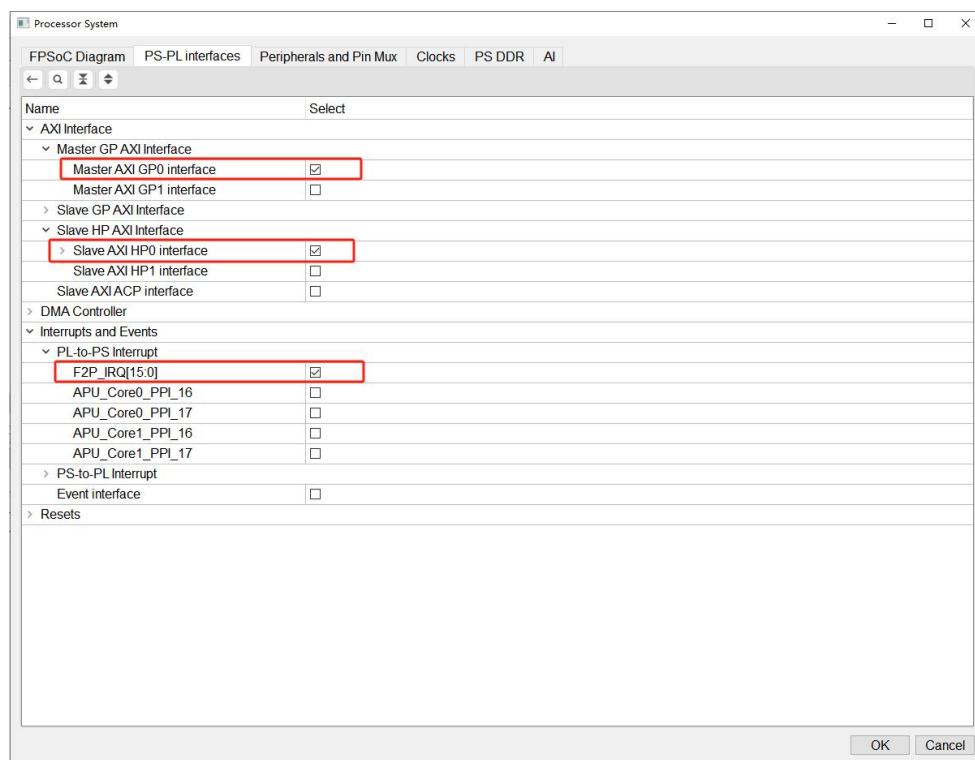 Processor System
FPSoC Diagram PS-PL interfaces Peripherals and Pin Mux Clocks PS DDR AI
Name Select
AXI Interface
Master GP AXI Interface
Master AXI GP0 interface
Master AXI GP1 interface
Slave GP AXI Interface
Slave HP AXI Interface
Slave AXI HP0 interface
Slave AXI HP1 interface
Slave AXI ACP interface
DMA Controller
Interrupts and Events
PL-to-PS Interrupt
F2P_IRQ[15:0]
APU_Core0_PPI_16
APU_Core0_PPI_17
APU_Core1_PPI_16
APU_Core1_PPI_17
PS-to-PL Interrupt
Event interface
Resets
OK Cancel